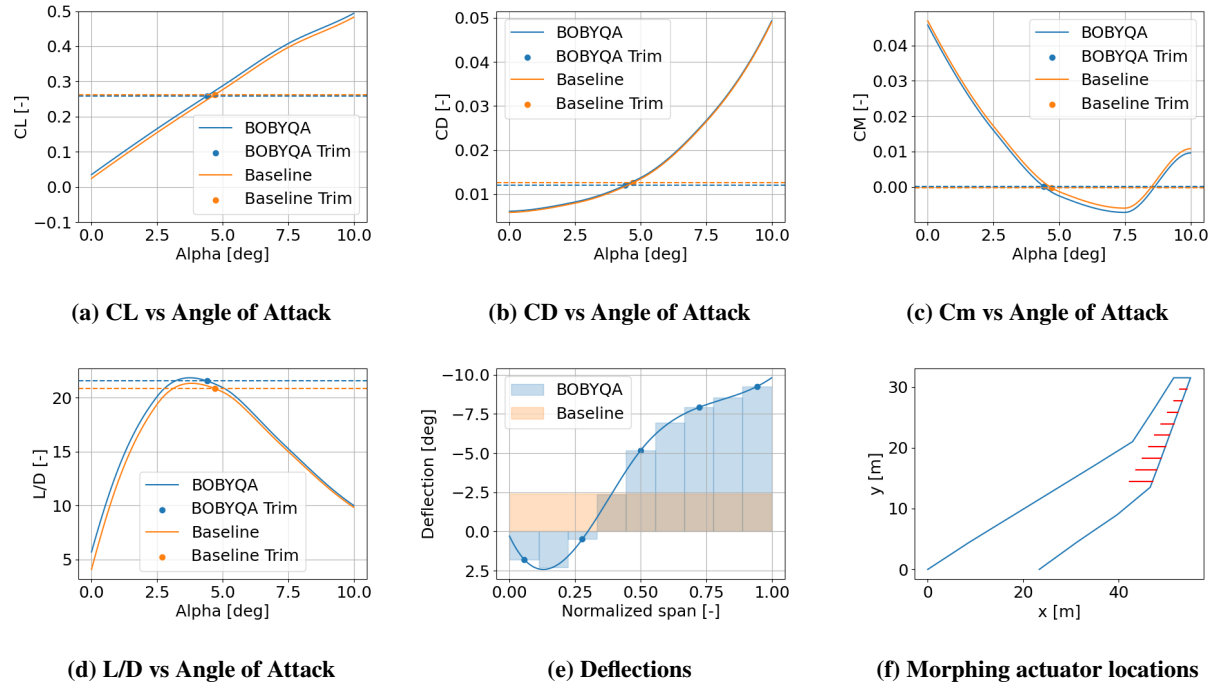 0.5
0.4
0.3
0.2
0.1
0.0
−0.1
CL [-]
BOBYQA
BOBYQA Trim
Baseline
Baseline Trim
0.0 2.5 5.0 7.5 10.0
Alpha [deg]
(a) CL vs Angle of Attack
0.05
0.04
0.03
0.02
0.01
CD [-]
BOBYQA
BOBYQA Trim
Baseline
Baseline Trim
0.0 2.5 5.0 7.5 10.0
Alpha [deg]
(b) CD vs Angle of Attack
0.04
0.03
0.02
0.01
0.00
CM [-]
BOBYQA
BOBYQA Trim
Baseline
Baseline Trim
0.0 2.5 5.0 7.5 10.0
Alpha [deg]
(c) Cm vs Angle of Attack
20
15
10
5
L/D [-]
BOBYQA
BOBYQA Trim
Baseline
Baseline Trim
0.0 2.5 5.0 7.5 10.0
Alpha [deg]
(d) L/D vs Angle of Attack
−10.0
−7.5
−5.0
−2.5
0.0
2.5
Deflection [deg]
BOBYQA
Baseline
0.00 0.25 0.50 0.75 1.00
Normalized span [-]
(e) Deflections
30
20
10
0
y [m]
0 20 40
x [m]
(f) Morphing actuator locations